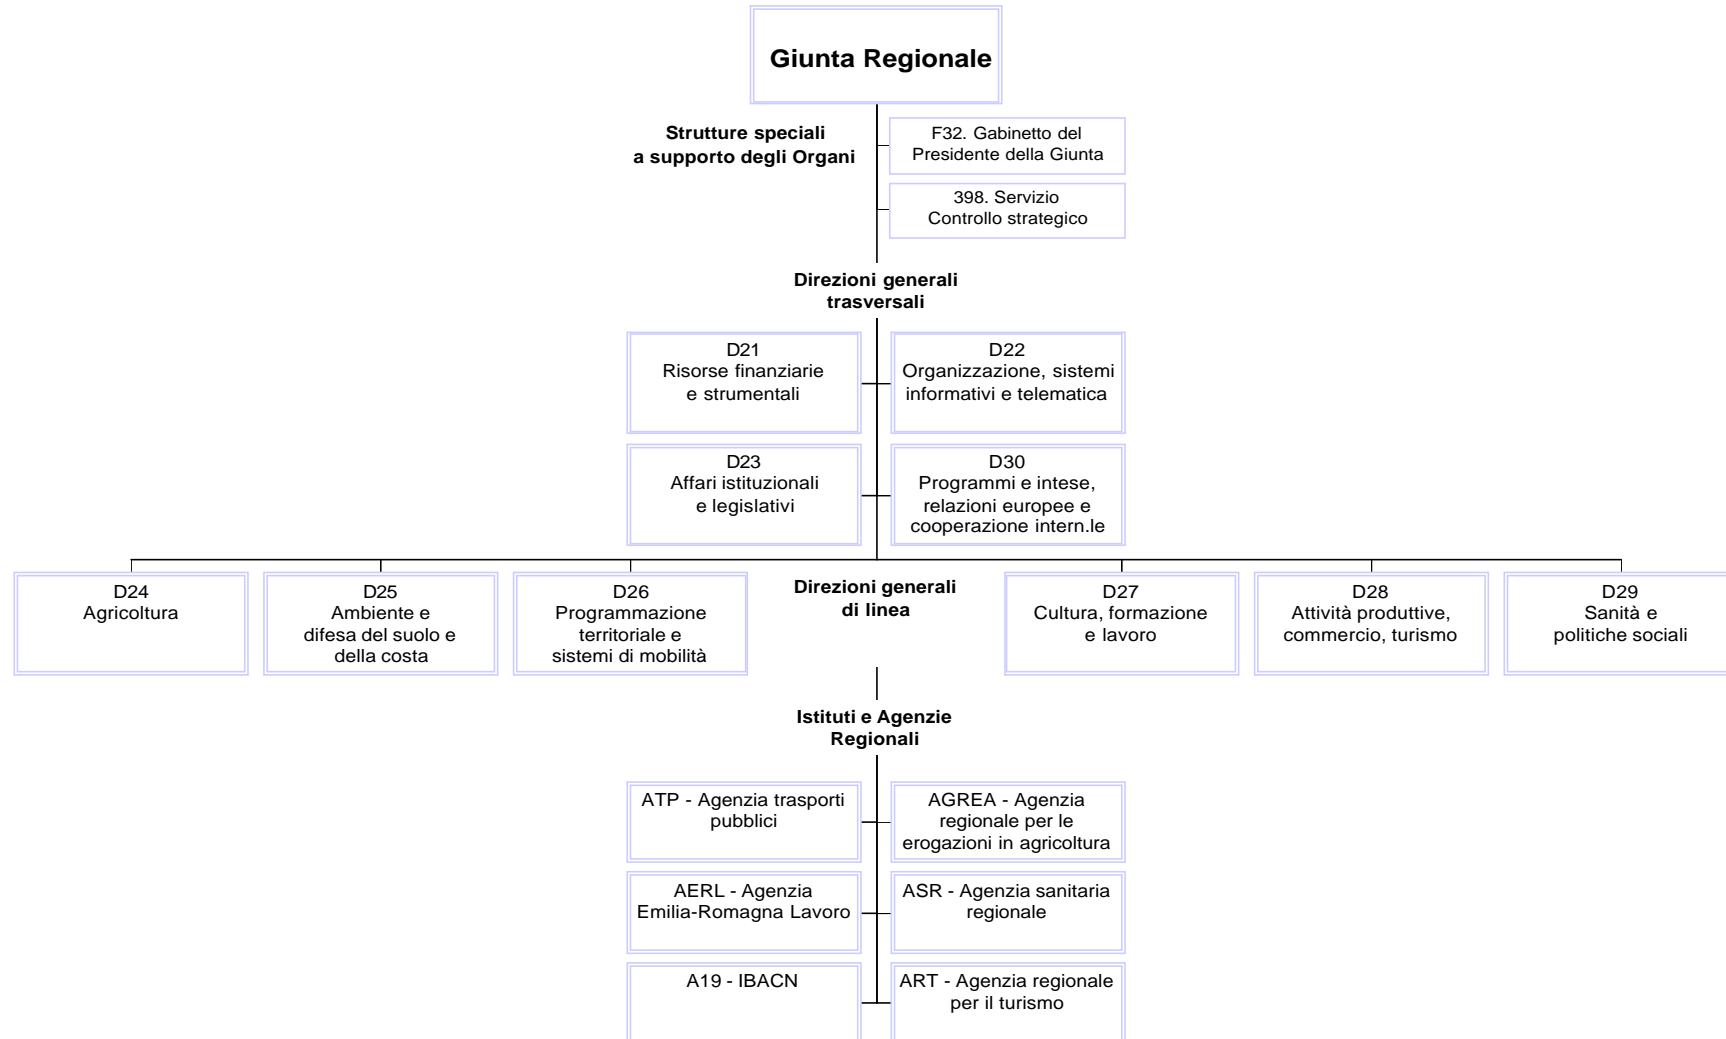 Giunta Regionale
Strutture speciali
a supporto degli Organi
F32. Gabinetto del
Presidente della Giunta
398. Servizio
Controllo strategico
Direzioni generali
trasversali
D21
Risorse finanziarie
e strumentali
D22
Organizzazione, sistemi
informativi e telematica
D23
Affari istituzionali
e legislativi
D30
Programmi e intese,
relazioni europee e
cooperazione intern.le
D24
Agricoltura
D25
Ambiente e
difesa del suolo e
della costa
D26
Programmazione
territoriale e
sistemi di mobilità
Direzioni generali
di linea
D27
Cultura, formazione
e lavoro
D28
Attività produttive,
commercio, turismo
D29
Sanità e
politiche sociali
Istituti e Agenzie
Regionali
ATP - Agenzia trasporti
pubblici
AGREA - Agenzia
regionale per le
erogazioni in agricoltura
AERL - Agenzia
Emilia-Romagna Lavoro
ASR - Agenzia sanitaria
regionale
A19 - IBACN
ART - Agenzia regionale
per il turismo